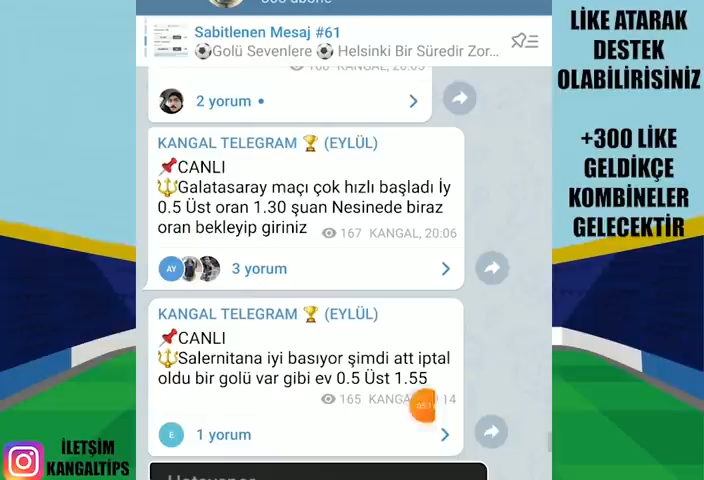 Sabitlenen Mesaj #61
⚽Golü Sevenlere ⚽ Helsinki Bir Süredir Zor...
2 yorum
KANGAL TELEGRAM 🏆 (EYLÜL)
📌CANLI
🔱Galatasaray maçı çok hızlı başladı İy
0.5 Üst oran 1.30 şuan Nesinede biraz
oran bekleyip giriniz
167 KANGAL, 20:06
AY
3 yorum
KANGAL TELEGRAM 🏆 (EYLÜL)
📌CANLI
🔱Salernitana iyi basıyor şimdi att iptal
oldu bir golü var gibi ev 0.5 Üst 1.55
165
E
1 yorum
LİKE ATARAK
DESTEK
OLABİLİRİSİNİZ
+300 LİKE
GELDİKÇE
KOMBİNELER
GELECEKTİR
İLETŞİM
KANGALTİPS